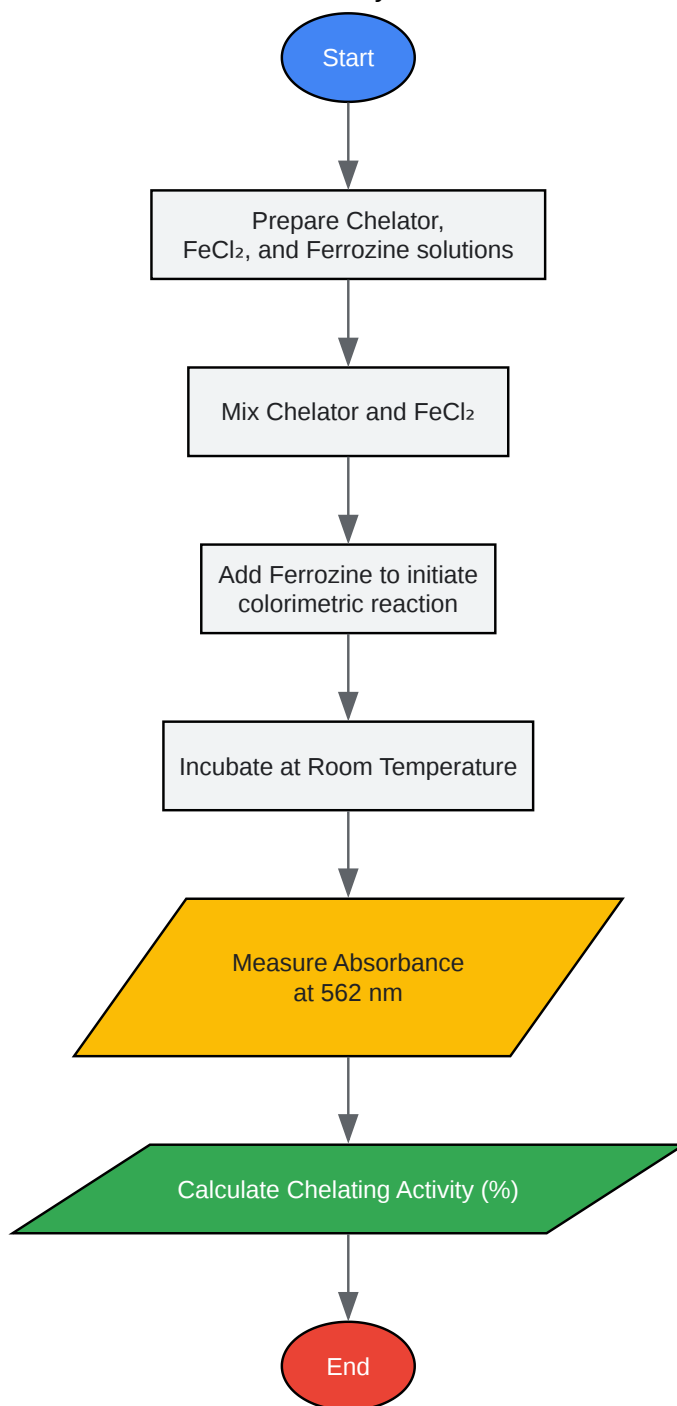 Start
Prepare Chelator,
FeCl₂, and Ferrozine solutions
Mix Chelator and FeCl₂
Add Ferrozine to initiate
colorimetric reaction
Incubate at Room Temperature
Measure Absorbance
at 562 nm
Calculate Chelating Activity (%)
End